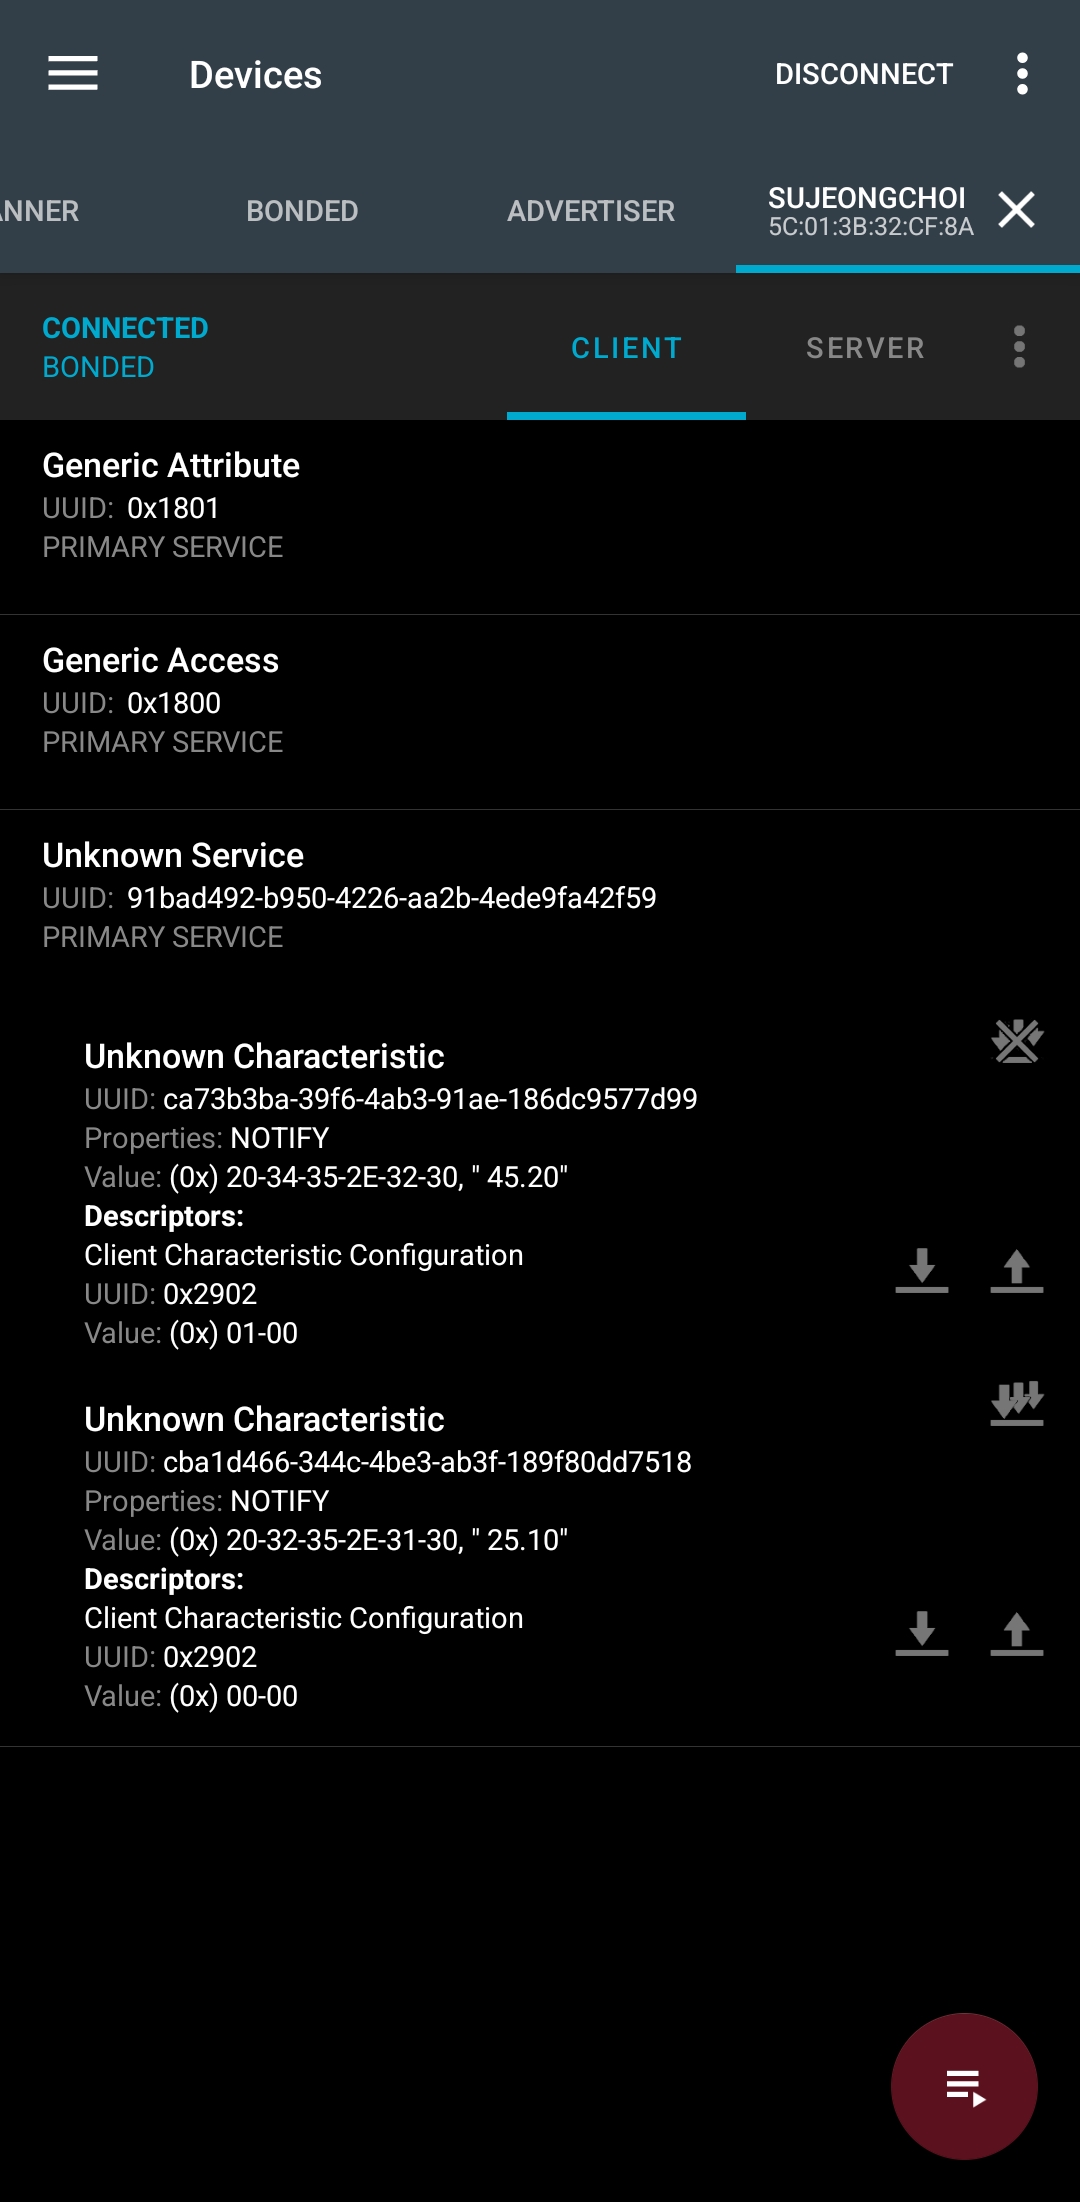 Devices
DISCONNECT
ANNER
BONDED
ADVERTISER
SUJEONGCHOI
5C:01:3B:32:CF:8A
CONNECTED
BONDED
CLIENT
SERVER
Generic Attribute
UUID: 0x1801
PRIMARY SERVICE
Generic Access
UUID: 0x1800
PRIMARY SERVICE
Unknown Service
UUID: 91bad492-b950-4226-aa2b-4ede9fa42f59
PRIMARY SERVICE
Unknown Characteristic
UUID: ca73b3ba-39f6-4ab3-91ae-186dc9577d99
Properties: NOTIFY
Value: (0x) 20-34-35-2E-32-30, " 45.20"
Descriptors:
Client Characteristic Configuration
UUID: 0x2902
Value: (0x) 01-00
Unknown Characteristic
UUID: cba1d466-344c-4be3-ab3f-189f80dd7518
Properties: NOTIFY
Value: (0x) 20-32-35-2E-31-30, " 25.10"
Descriptors:
Client Characteristic Configuration
UUID: 0x2902
Value: (0x) 00-00